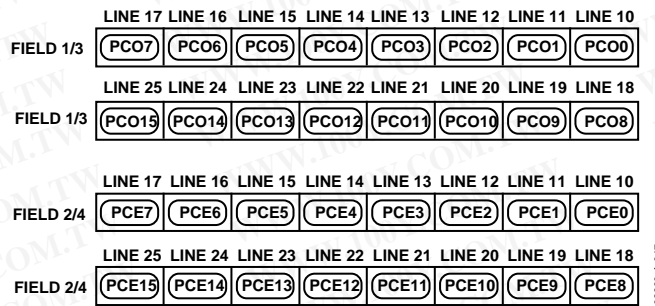 LINE 17 LINE 16 LINE 15 LINE 14 LINE 13 LINE 12 LINE 11 LINE 10
FIELD 1/3 PCO7 PCO6 PCO5 PCO4 PCO3 PCO2 PCO1 PCO0
LINE 25 LINE 24 LINE 23 LINE 22 LINE 21 LINE 20 LINE 19 LINE 18
FIELD 1/3 PCO15 PCO14 PCO13 PCO12 PCO11 PCO10 PCO9 PCO8
LINE 17 LINE 16 LINE 15 LINE 14 LINE 13 LINE 12 LINE 11 LINE 10
FIELD 2/4 PCE7 PCE6 PCE5 PCE4 PCE3 PCE2 PCE1 PCE0
LINE 25 LINE 24 LINE 23 LINE 22 LINE 21 LINE 20 LINE 19 LINE 18
FIELD 2/4 PCE15 PCE14 PCE13 PCE12 PCE11 PCE10 PCE9 PCE8